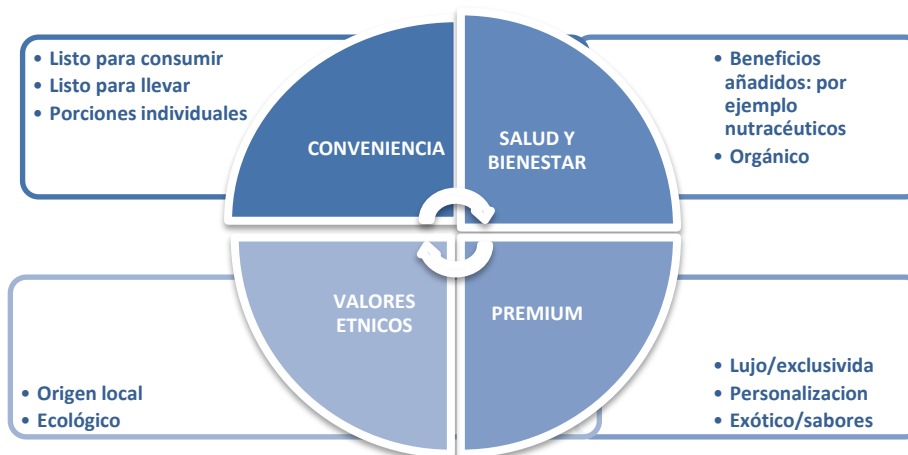 • Listo para consumir
• Listo para llevar
• Porciones individuales
CONVENIENCIA
SALUD Y
BIENESTAR
• Beneficios
añadidos: por
ejemplo
nutracéuticos
• Orgánico
VALORES
ETNICOS
• Origen local
• Ecológico
PREMIUM
• Lujo/exclusivida
• Personalizacion
• Exótico/sabores